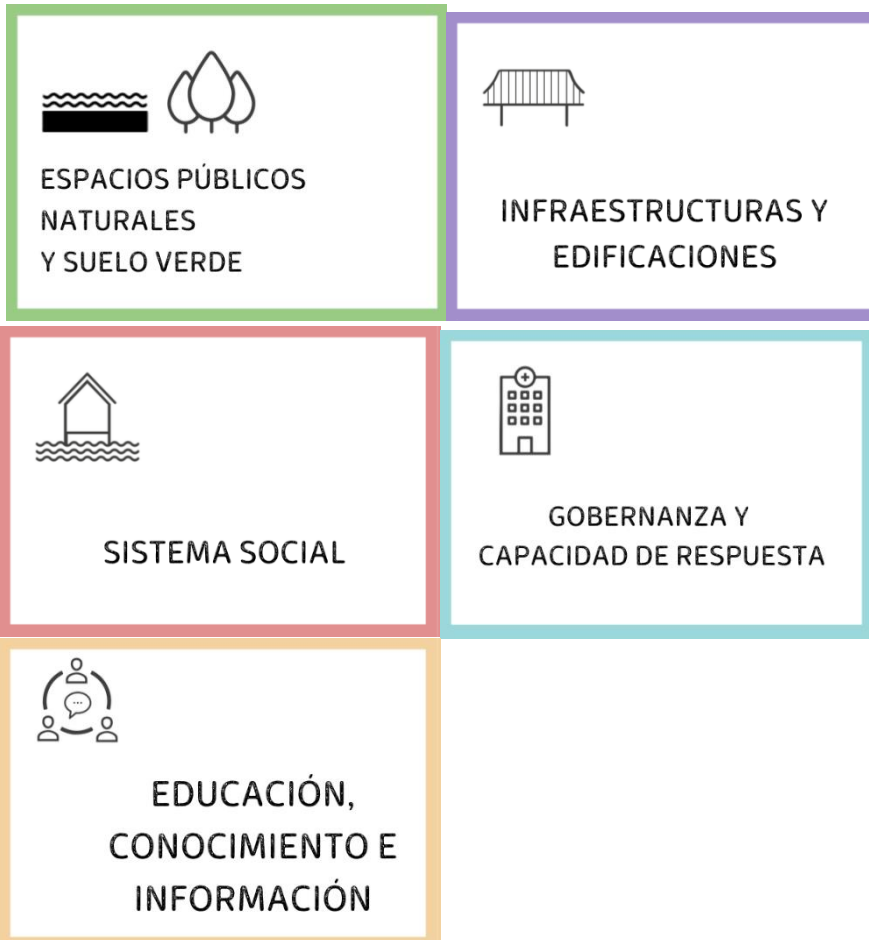 ESPACIOS PÚBLICOS
NATURALES
Y SUELO VERDE
INFRAESTRUCTURAS Y
EDIFICACIONES
SISTEMA SOCIAL
GOBERNANZA Y
CAPACIDAD DE RESPUESTA
EDUCACIÓN,
CONOCIMIENTO E
INFORMACIÓN